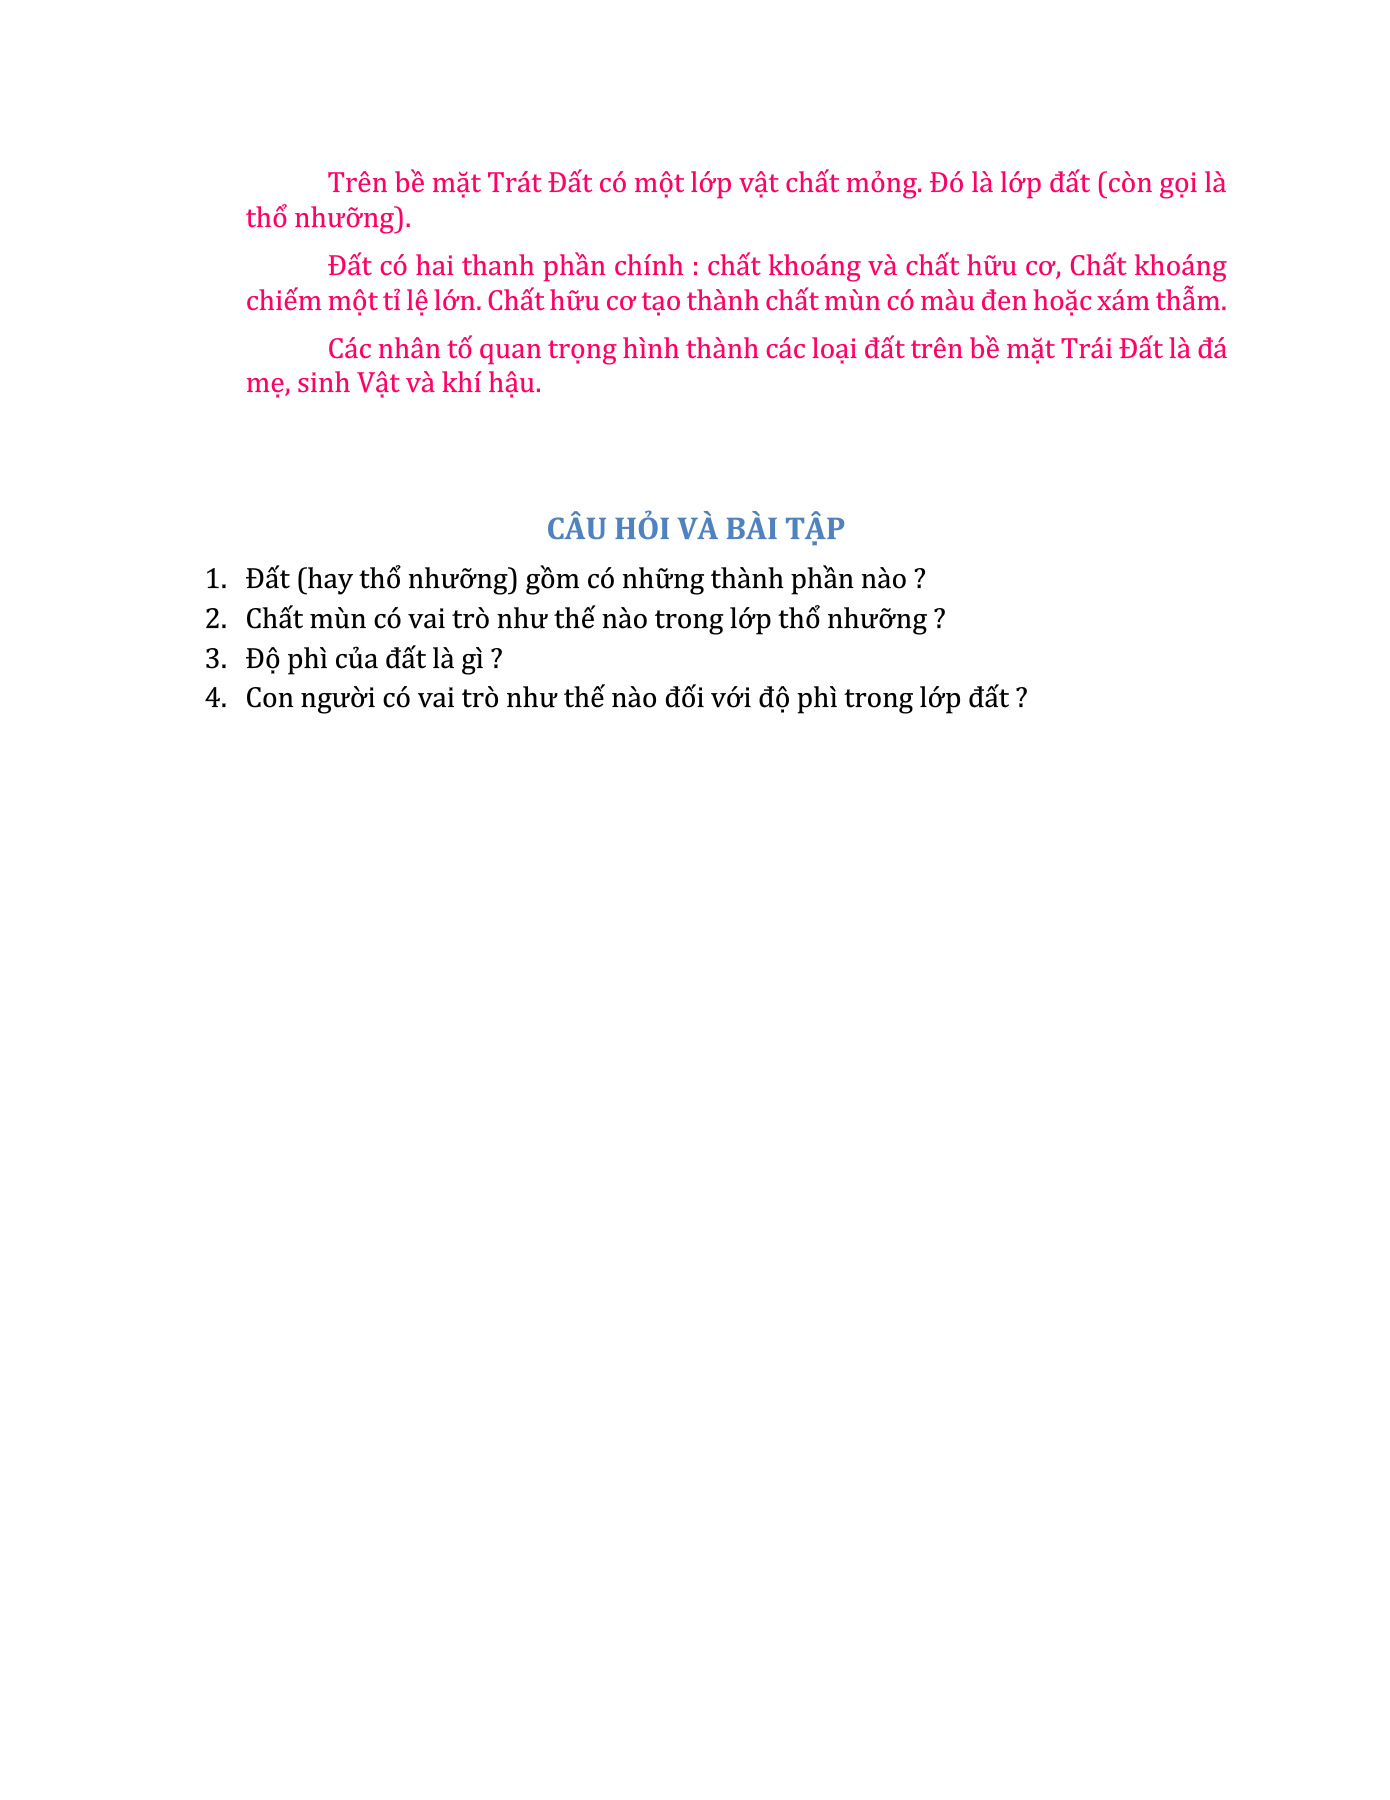 Trên bề mặt Trát Đất có một lớp vật chất mỏng. Đó là lớp đất (còn gọi là
thổ nhưỡng).
Đất có hai thanh phần chính : chất khoáng và chất hữu cơ, Chất khoáng
chiếm một tỉ lệ lớn. Chất hữu cơ tạo thành chất mùn có màu đen hoặc xám thẫm.
Các nhân tố quan trọng hình thành các loại đất trên bề mặt Trái Đất là đá
mẹ, sinh Vật và khí hậu.
CÂU HỎI VÀ BÀI TẬP
1. Đất (hay thổ nhưỡng) gồm có những thành phần nào ?
2. Chất mùn có vai trò như thế nào trong lớp thổ nhưỡng ?
3. Độ phì của đất là gì ?
4. Con người có vai trò như thế nào đối với độ phì trong lớp đất ?